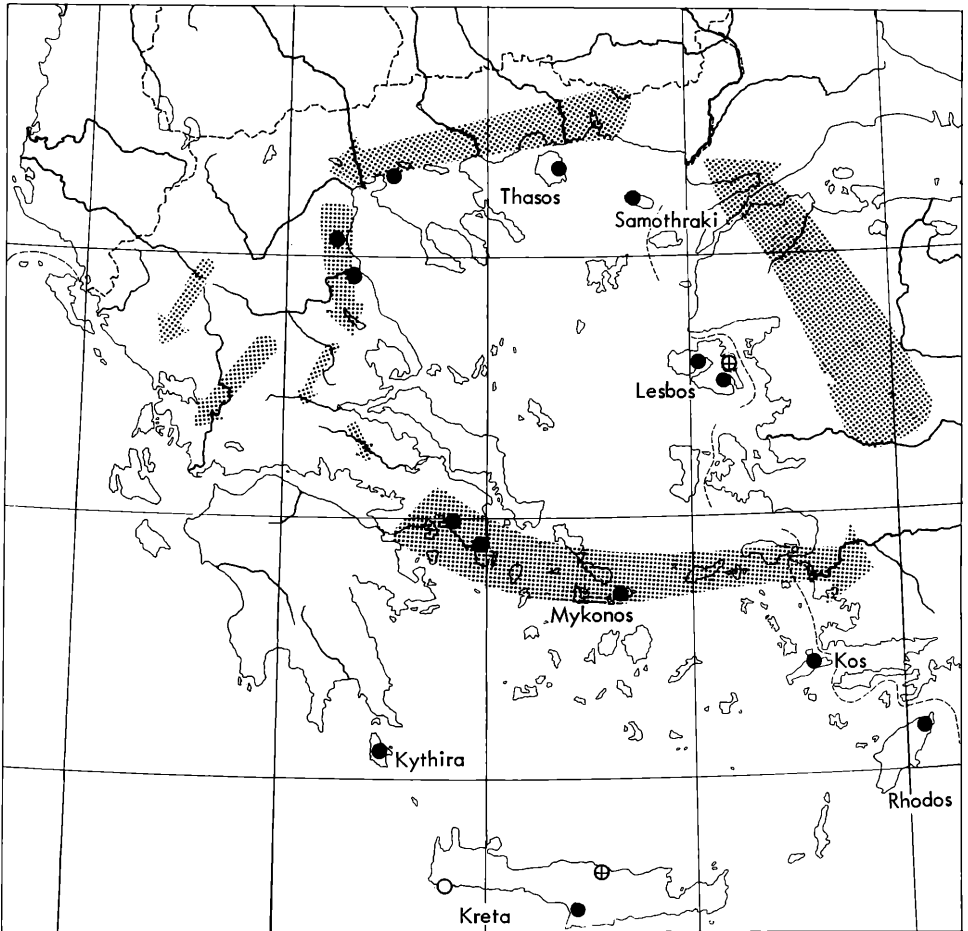 Thasos
Samothraki
Lesbos
Mykonos
Kos
Kythira
Rhodos
Kreta